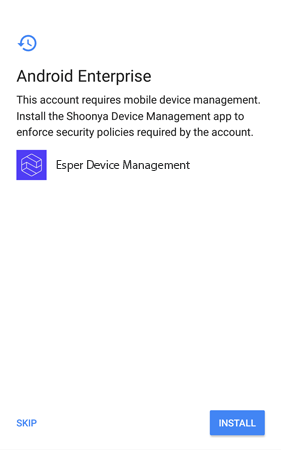 Android Enterprise
This account requires mobile device management.
Install the Shoonya Device Management app to
enforce security policies required by the account.
Esper Device Management
SKIP
INSTALL